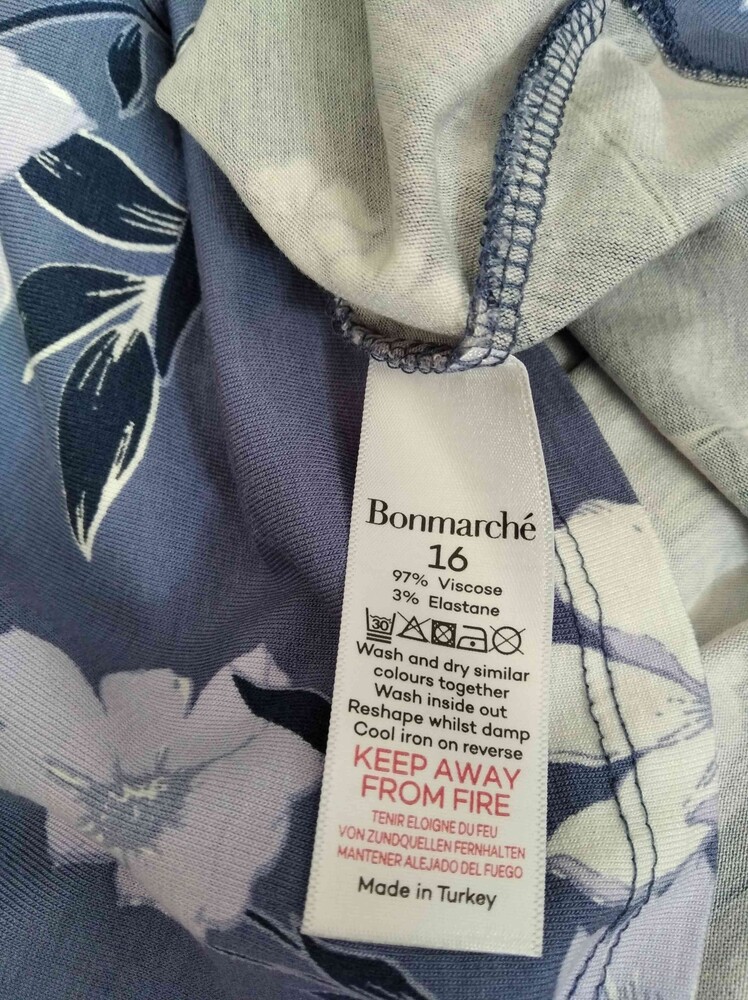 Bonmarché
16
97% Viscose
3% Elastane
30
Wash and dry similar
colours together
Wash inside out
Reshape whilst damp
Cool iron on reverse
KEEP AWAY
FROM FIRE
TENIR ELOIGNE DU FEU
VON ZUNDQUELLEN FERNHALTEN
MANTENER ALEJADO DEL FUEGO
Made in Turkey